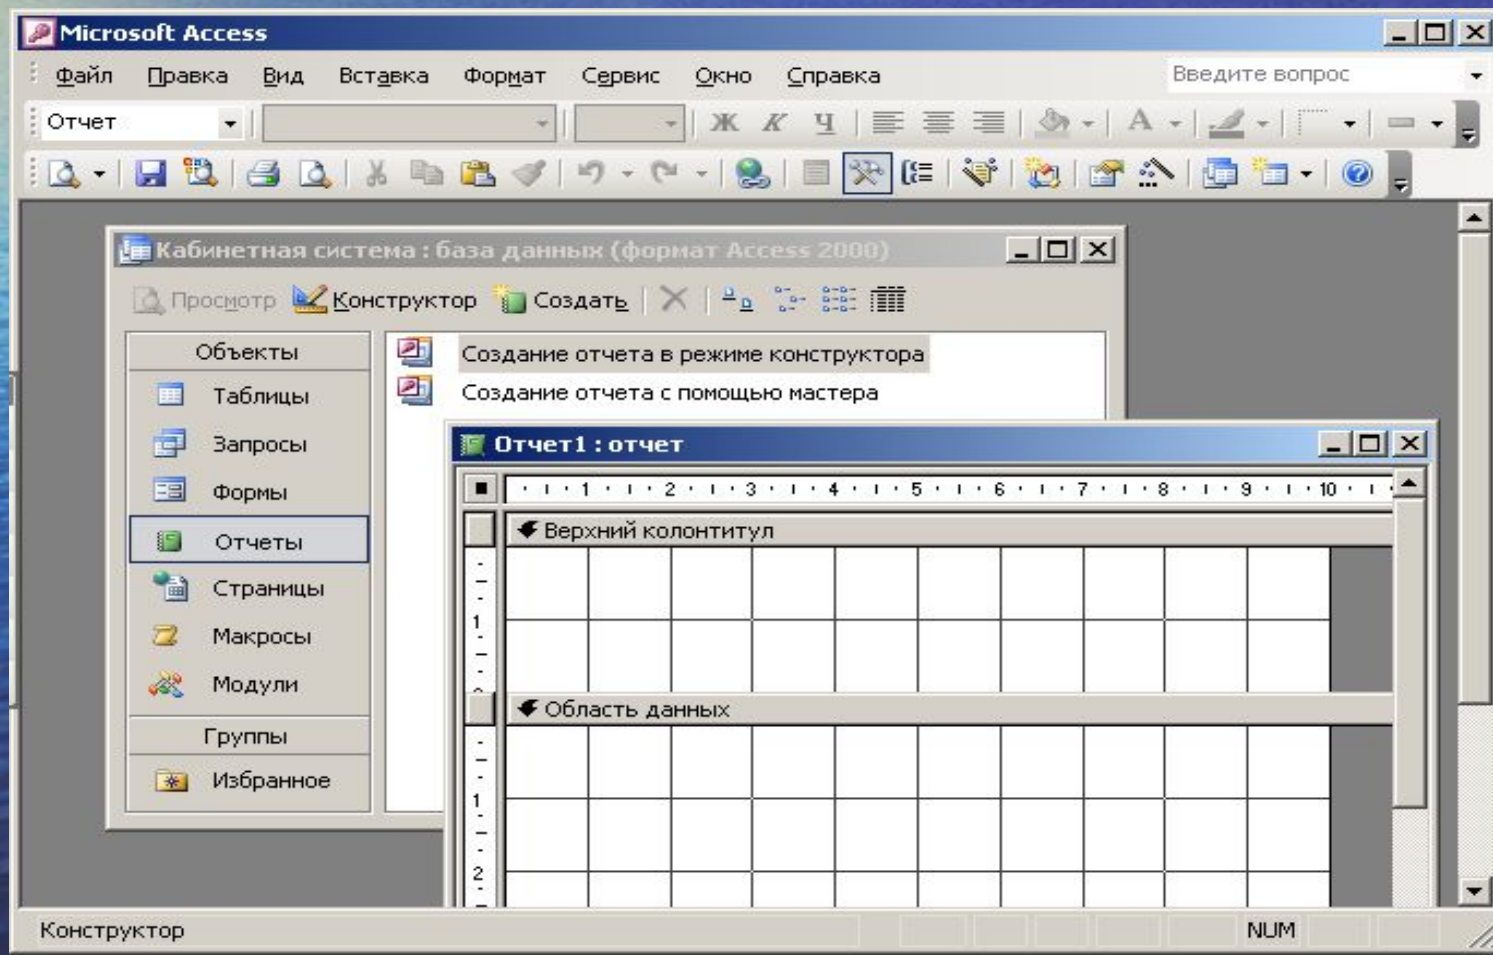 Microsoft Access
Файл Правка Вид Вставка Формат Сервис Окно Справка Введите вопрос
Отчет Ж К Ч А
Кабинетная система : база данных (формат Access 2000)
Просмотр Конструктор Создать
Объекты
Создание отчета в режиме конструктора
Таблицы
Создание отчета с помощью мастера
Запросы
Отчет1 : отчет
Формы
1 2 3 4 5 6 7 8 9 10
Отчеты
Верхний колонтитул
Страницы
1
Макросы
Модули
Область данных
Группы
Избранное
1
2
Конструктор NUM